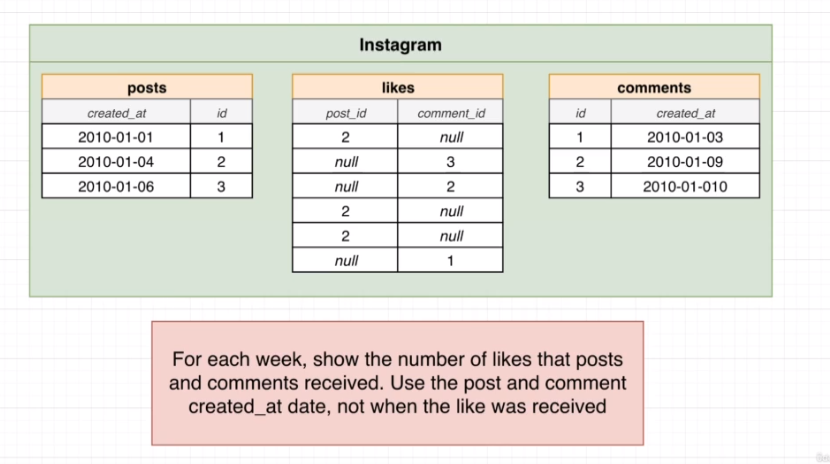 Instagram
posts
created_at id
2010-01-01 1
2010-01-04 2
2010-01-06 3
likes
post_id comment_id
2 null
null 3
null 2
2 null
2 null
null 1
comments
id created_at
1 2010-01-03
2 2010-01-09
3 2010-01-010
For each week, show the number of likes that posts
and comments received. Use the post and comment
created_at date, not when the like was received